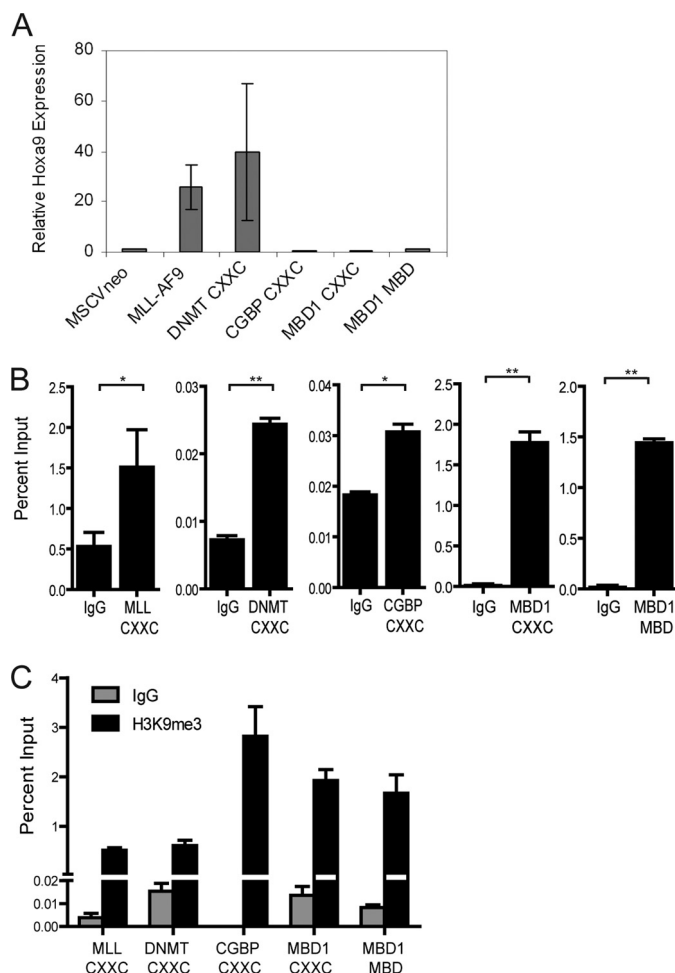 A
Relative Hoxa9 Expression
80
60
40
20
0
MSCVneo
MLL-AF9
DNMT CXXC
CGBP CXXC
MBD1 CXXC
MBD1 MBD
B
Percent Input
*
2.5
2.0
1.5
1.0
0.5
0.0
IgG MLL
CXXC
**
0.03
0.02
0.01
0.00
IgG DNMT
CXXC
*
0.04
0.03
0.02
0.01
0.00
IgG CGBP
CXXC
**
2.5
2.0
1.5
1.0
0.5
0.0
IgG MBD1
CXXC
**
2.0
1.5
1.0
0.5
0.0
IgG MBD1
MBD
C
Percent Input
IgG
H3K9me3
4
3
2
1
0.02
0.01
0.00
MLL
CXXC
DNMT
CXXC
CGBP
CXXC
MBD1
CXXC
MBD1
MBD